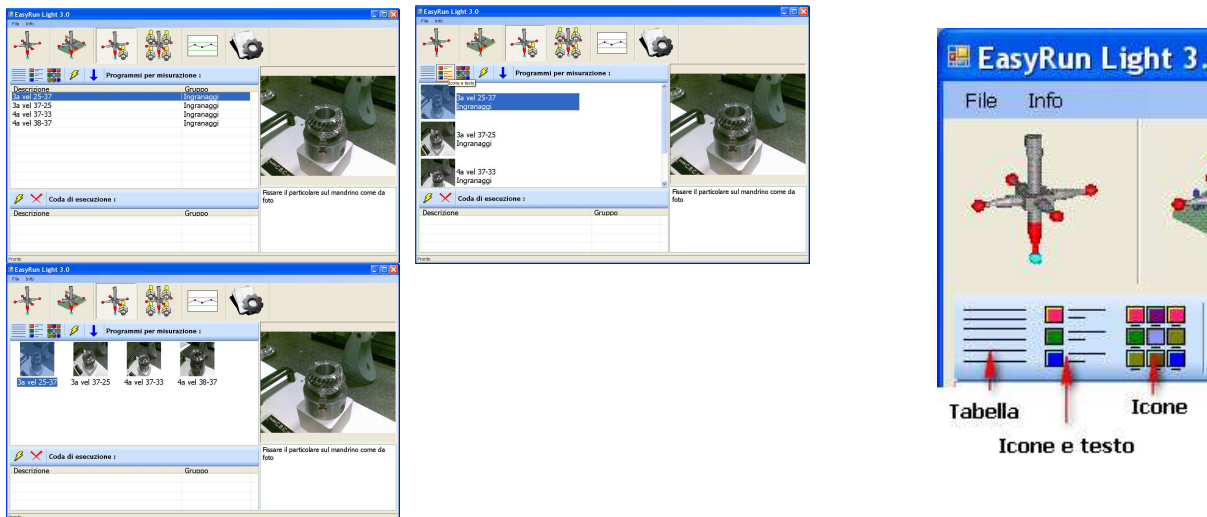 EasyRun Light 3.0
File Info
Programmi per misurazione :
Descrizione Gruppo
3a vel 25-37 Ingranaggi
3a vel 37-25 Ingranaggi
4a vel 37-33 Ingranaggi
4a vel 38-37 Ingranaggi
Coda di esecuzione :
Descrizione Gruppo
Fissare il particolare sul mandrino come da
foto
Pronto
EasyRun Light 3.0
File Info
Programmi per misurazione :
Icone e testo
3a vel 25-37
Ingranaggi
3a vel 37-25
Ingranaggi
4a vel 37-33
Ingranaggi
Coda di esecuzione :
Descrizione Gruppo
Fissare il particolare sul mandrino come da
foto
Pronto
EasyRun Light 3.0
File Info
Programmi per misurazione :
3a vel 25-37 3a vel 37-25 4a vel 37-33 4a vel 38-37
Coda di esecuzione :
Descrizione Gruppo
Fissare il particolare sul mandrino come da
foto
Pronto
EasyRun Light 3.
File Info
Tabella
Icone
Icone e testo